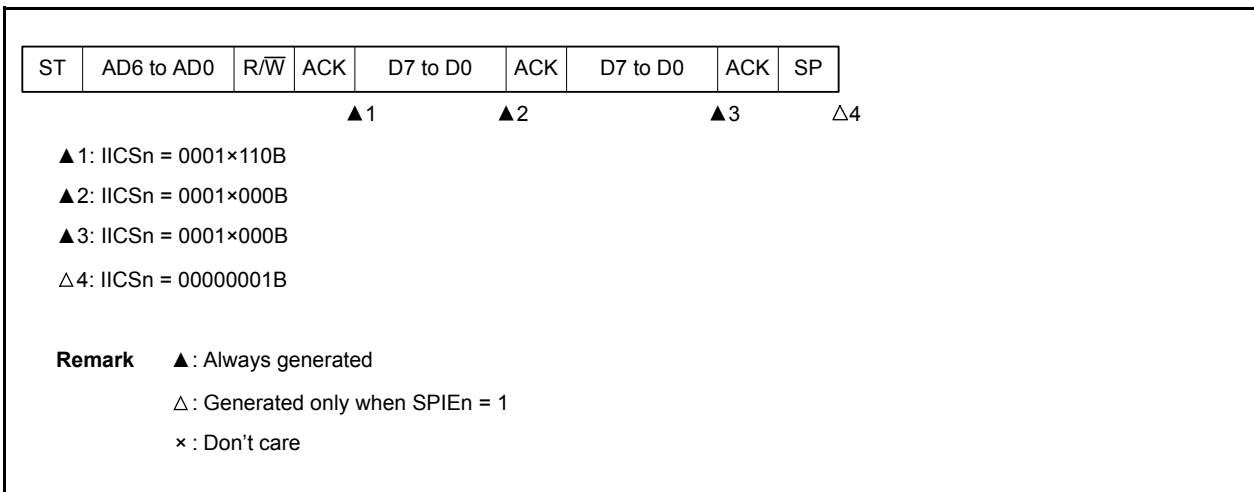 ST AD6 to AD0 R/W̅ ACK D7 to D0 ACK D7 to D0 ACK SP
▲1 ▲2 ▲3 △4
▲1: IICSn = 0001×110B
▲2: IICSn = 0001×000B
▲3: IICSn = 0001×000B
△4: IICSn = 00000001B
Remark ▲: Always generated
△: Generated only when SPIEn = 1
×: Don’t care